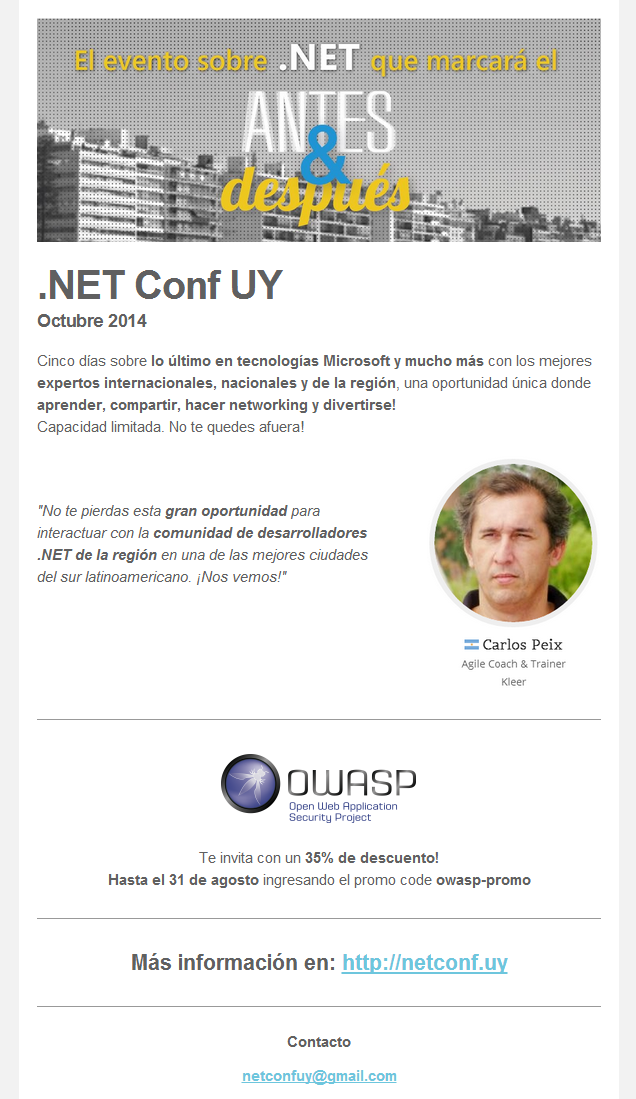 El evento sobre .NET que marcará el
ANTES
&
después
.NET Conf UY
Octubre 2014
Cinco días sobre lo último en tecnologías Microsoft y mucho más con los mejores
expertos internacionales, nacionales y de la región, una oportunidad única donde
aprender, compartir, hacer networking y divertirse!
Capacidad limitada. No te quedes afuera!
"No te pierdas esta gran oportunidad para
interactuar con la comunidad de desarrolladores
.NET de la región en una de las mejores ciudades
del sur latinoamericano. ¡Nos vemos!"
Carlos Peix
Agile Coach & Trainer
Kleer
OWASP
Open Web Application
Security Project
Te invita con un 35% de descuento!
Hasta el 31 de agosto ingresando el promo code owasp-promo
Más información en: http://netconf.uy
Contacto
netconfuy@gmail.com